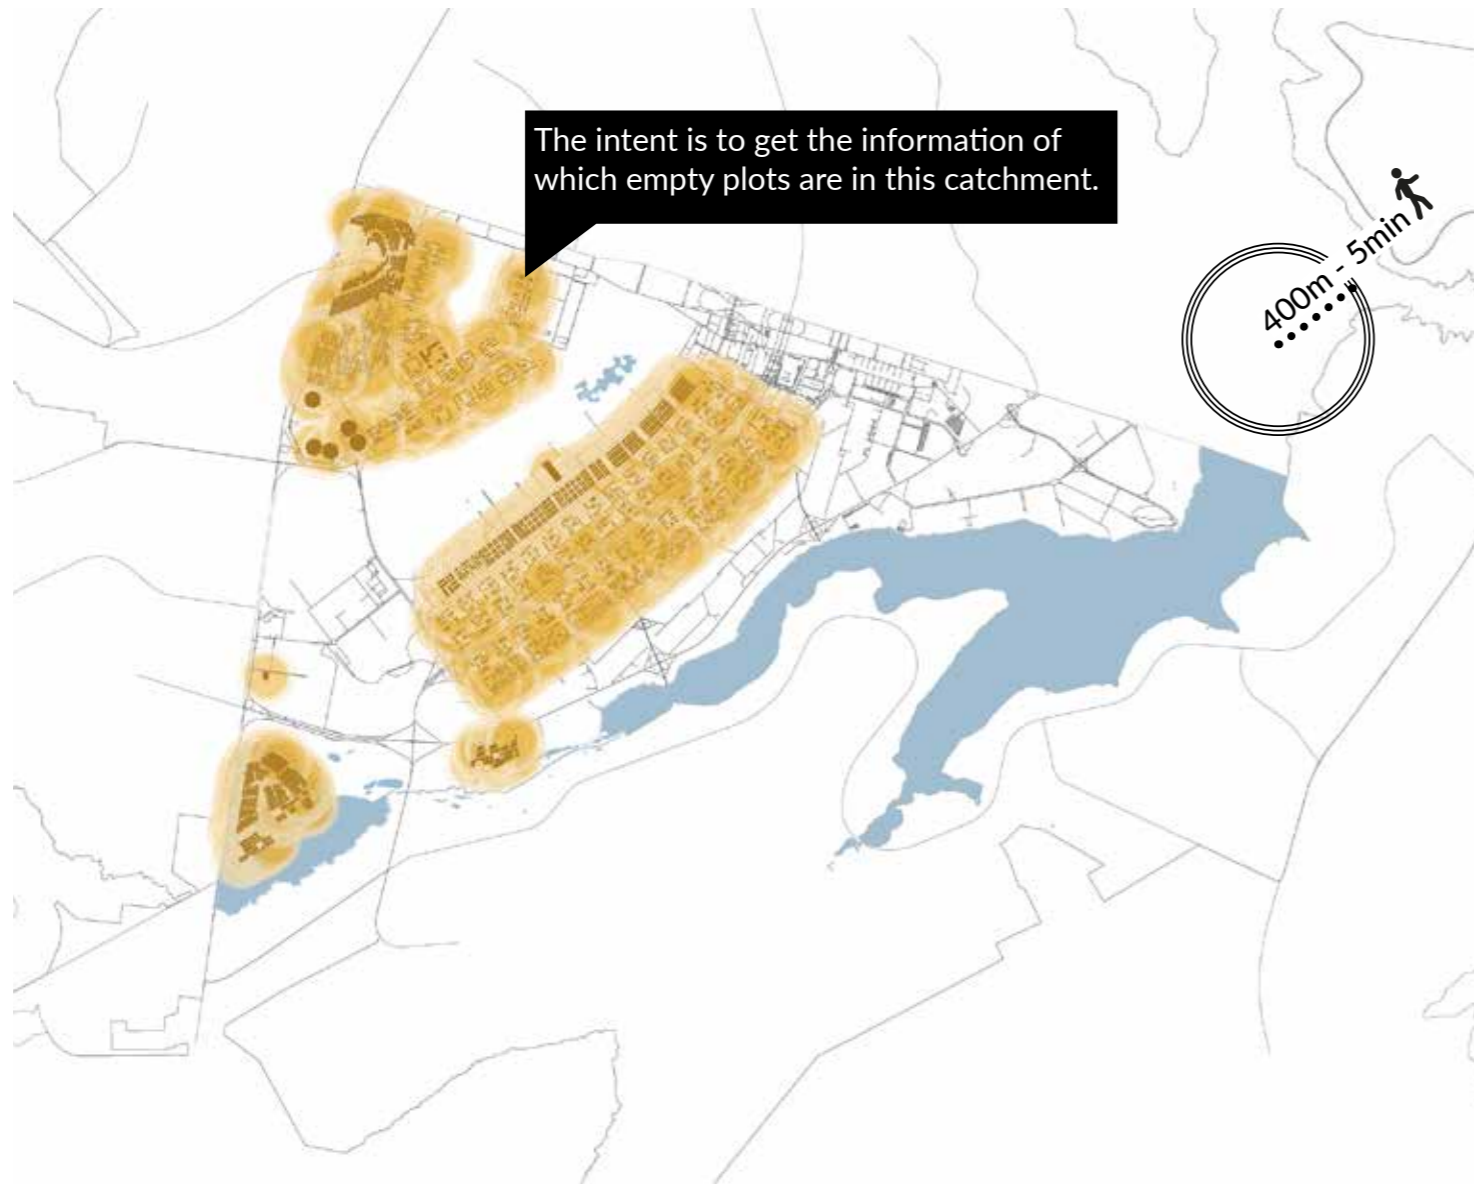 The intent is to get the information of
which empty plots are in this catchment.
400m - 5min